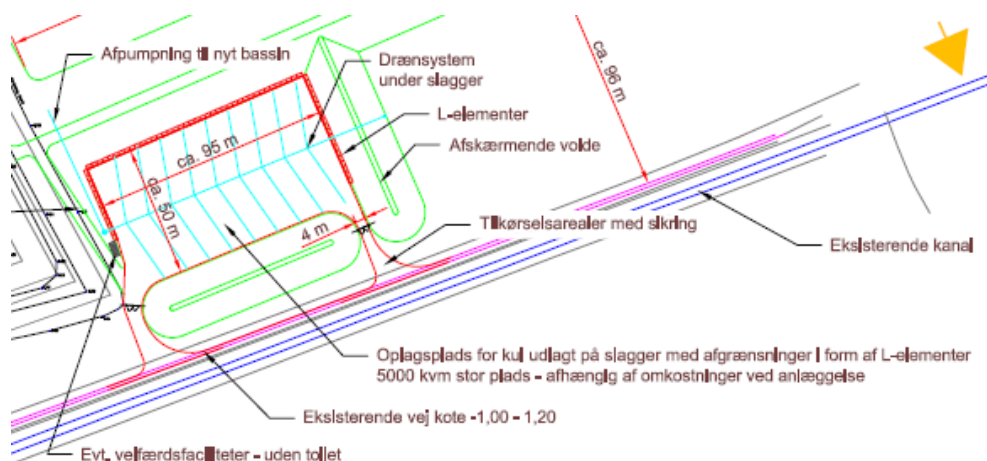 Afpumpning til nyt bassin
Drænsystem
under slagger
L-elementer
Afskærmende volde
ca. 96 m
ca. 95 m
ca. 50 m
4 m
Tilkørselsarealer med sikring
Eksisterende kanal
Oplagsplads for kul udlagt på slagger med afgrænsninger i form af L-elementer
5000 kvm stor plads - afhængig af omkostninger ved anlæggelse
Eksisterende vej kote -1,00 - 1,20
Evt. velfærdsfaciliteter - uden toilet